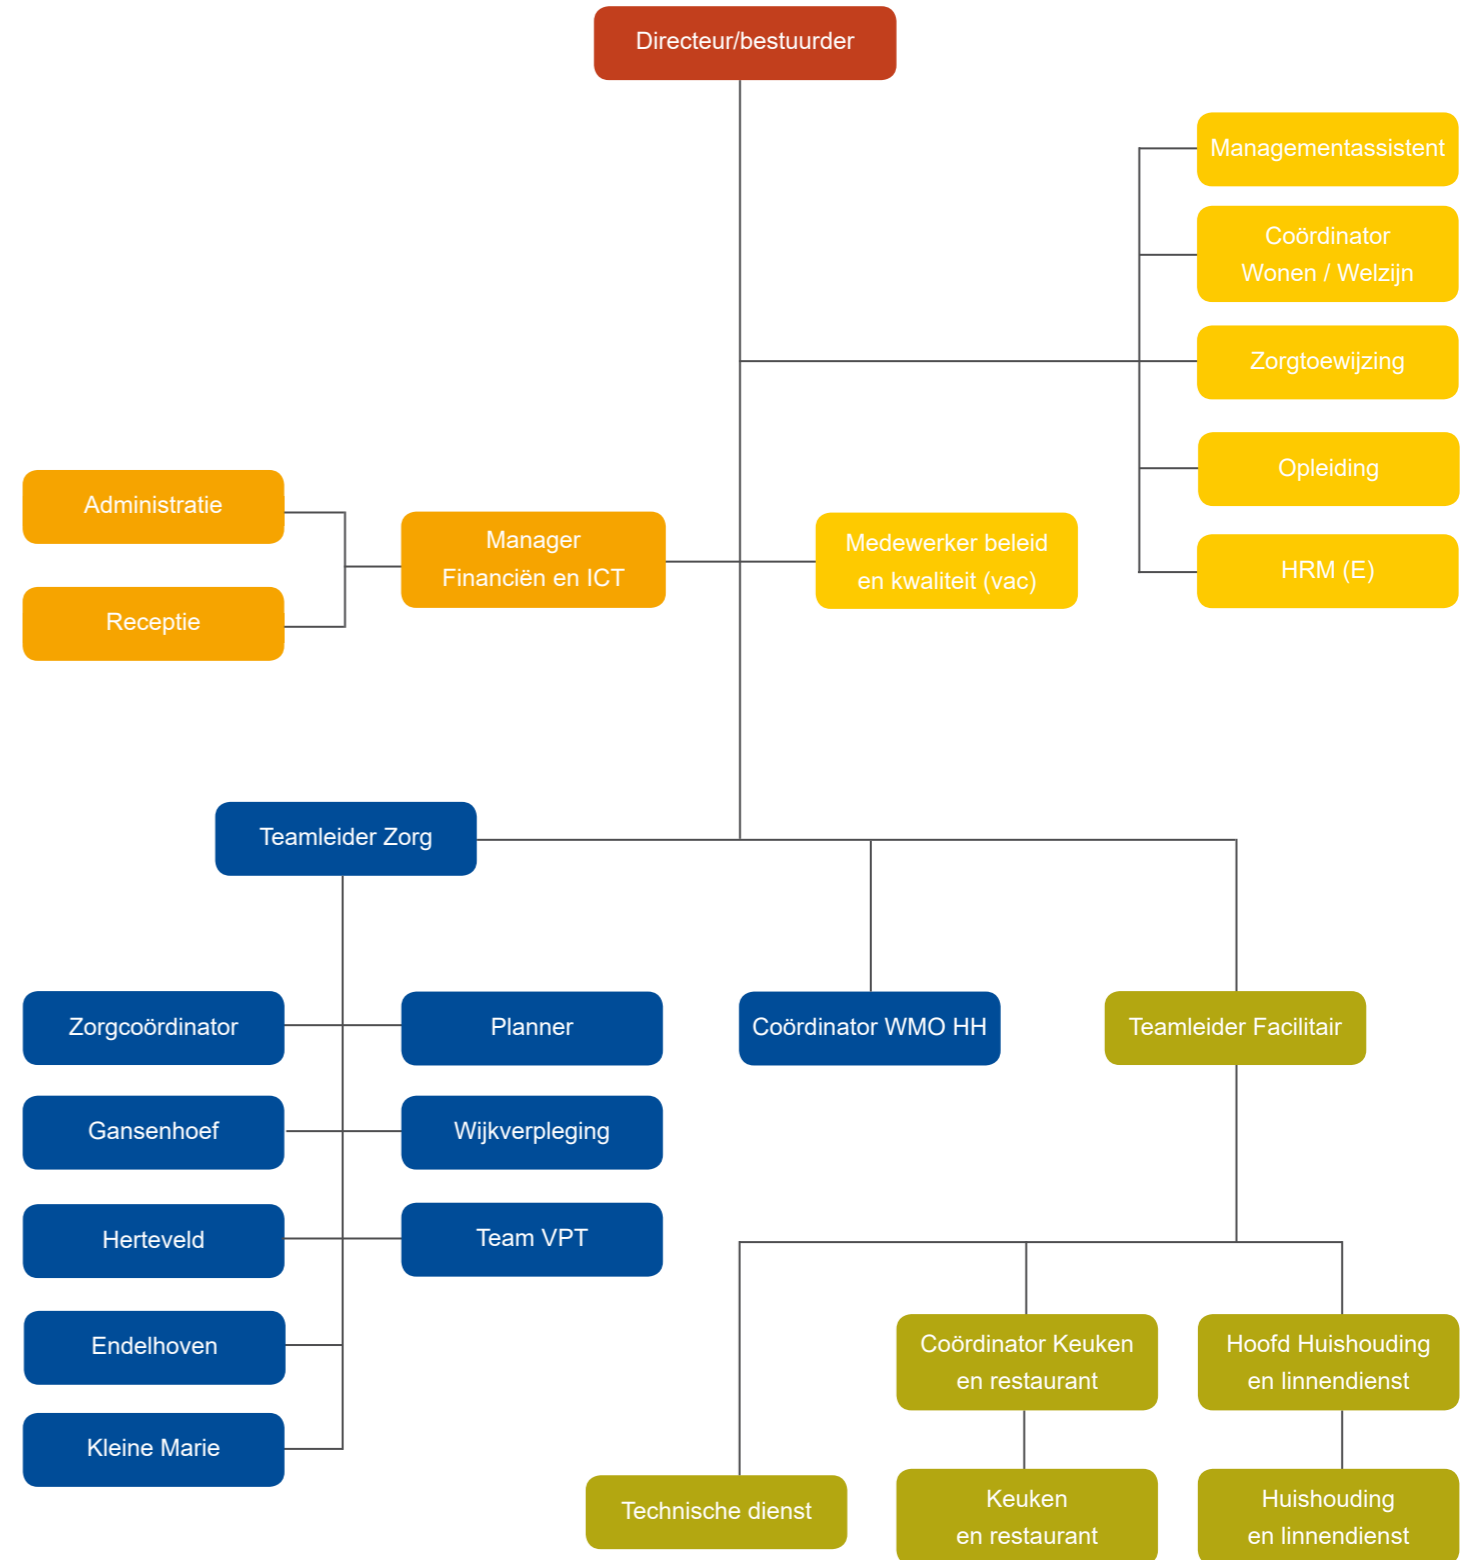 Directeur/bestuurder
Managementassistent
Coördinator
Wonen / Welzijn
Zorgtoewijzing
Opleiding
HRM (E)
Administratie
Receptie
Manager
Financiën en ICT
Medewerker beleid
en kwaliteit (vac)
Teamleider Zorg
Zorgcoördinator
Planner
Coördinator WMO HH
Teamleider Facilitair
Gansenhoef
Wijkverpleging
Herteveld
Team VPT
Endelhoven
Kleine Marie
Coördinator Keuken
en restaurant
Hoofd Huishouding
en linnendienst
Technische dienst
Keuken
en restaurant
Huishouding
en linnendienst